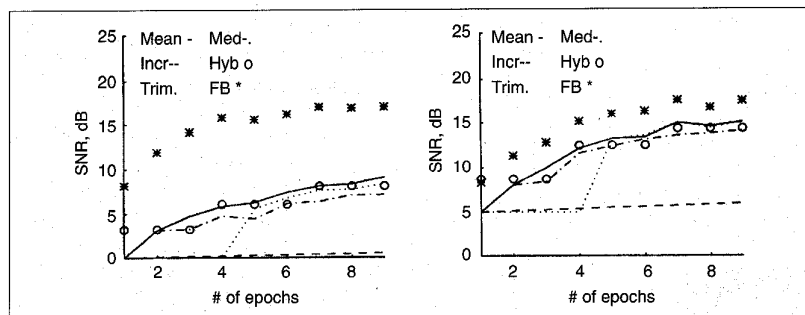 Mean - Med-.
Incr-- Hyb o
Trim. FB *
SNR, dB
25
20
15
10
5
0
2 4 6 8
# of epochs
Mean - Med-.
Incr-- Hyb o
Trim. FB *
SNR, dB
25
20
15
10
5
0
2 4 6 8
# of epochs